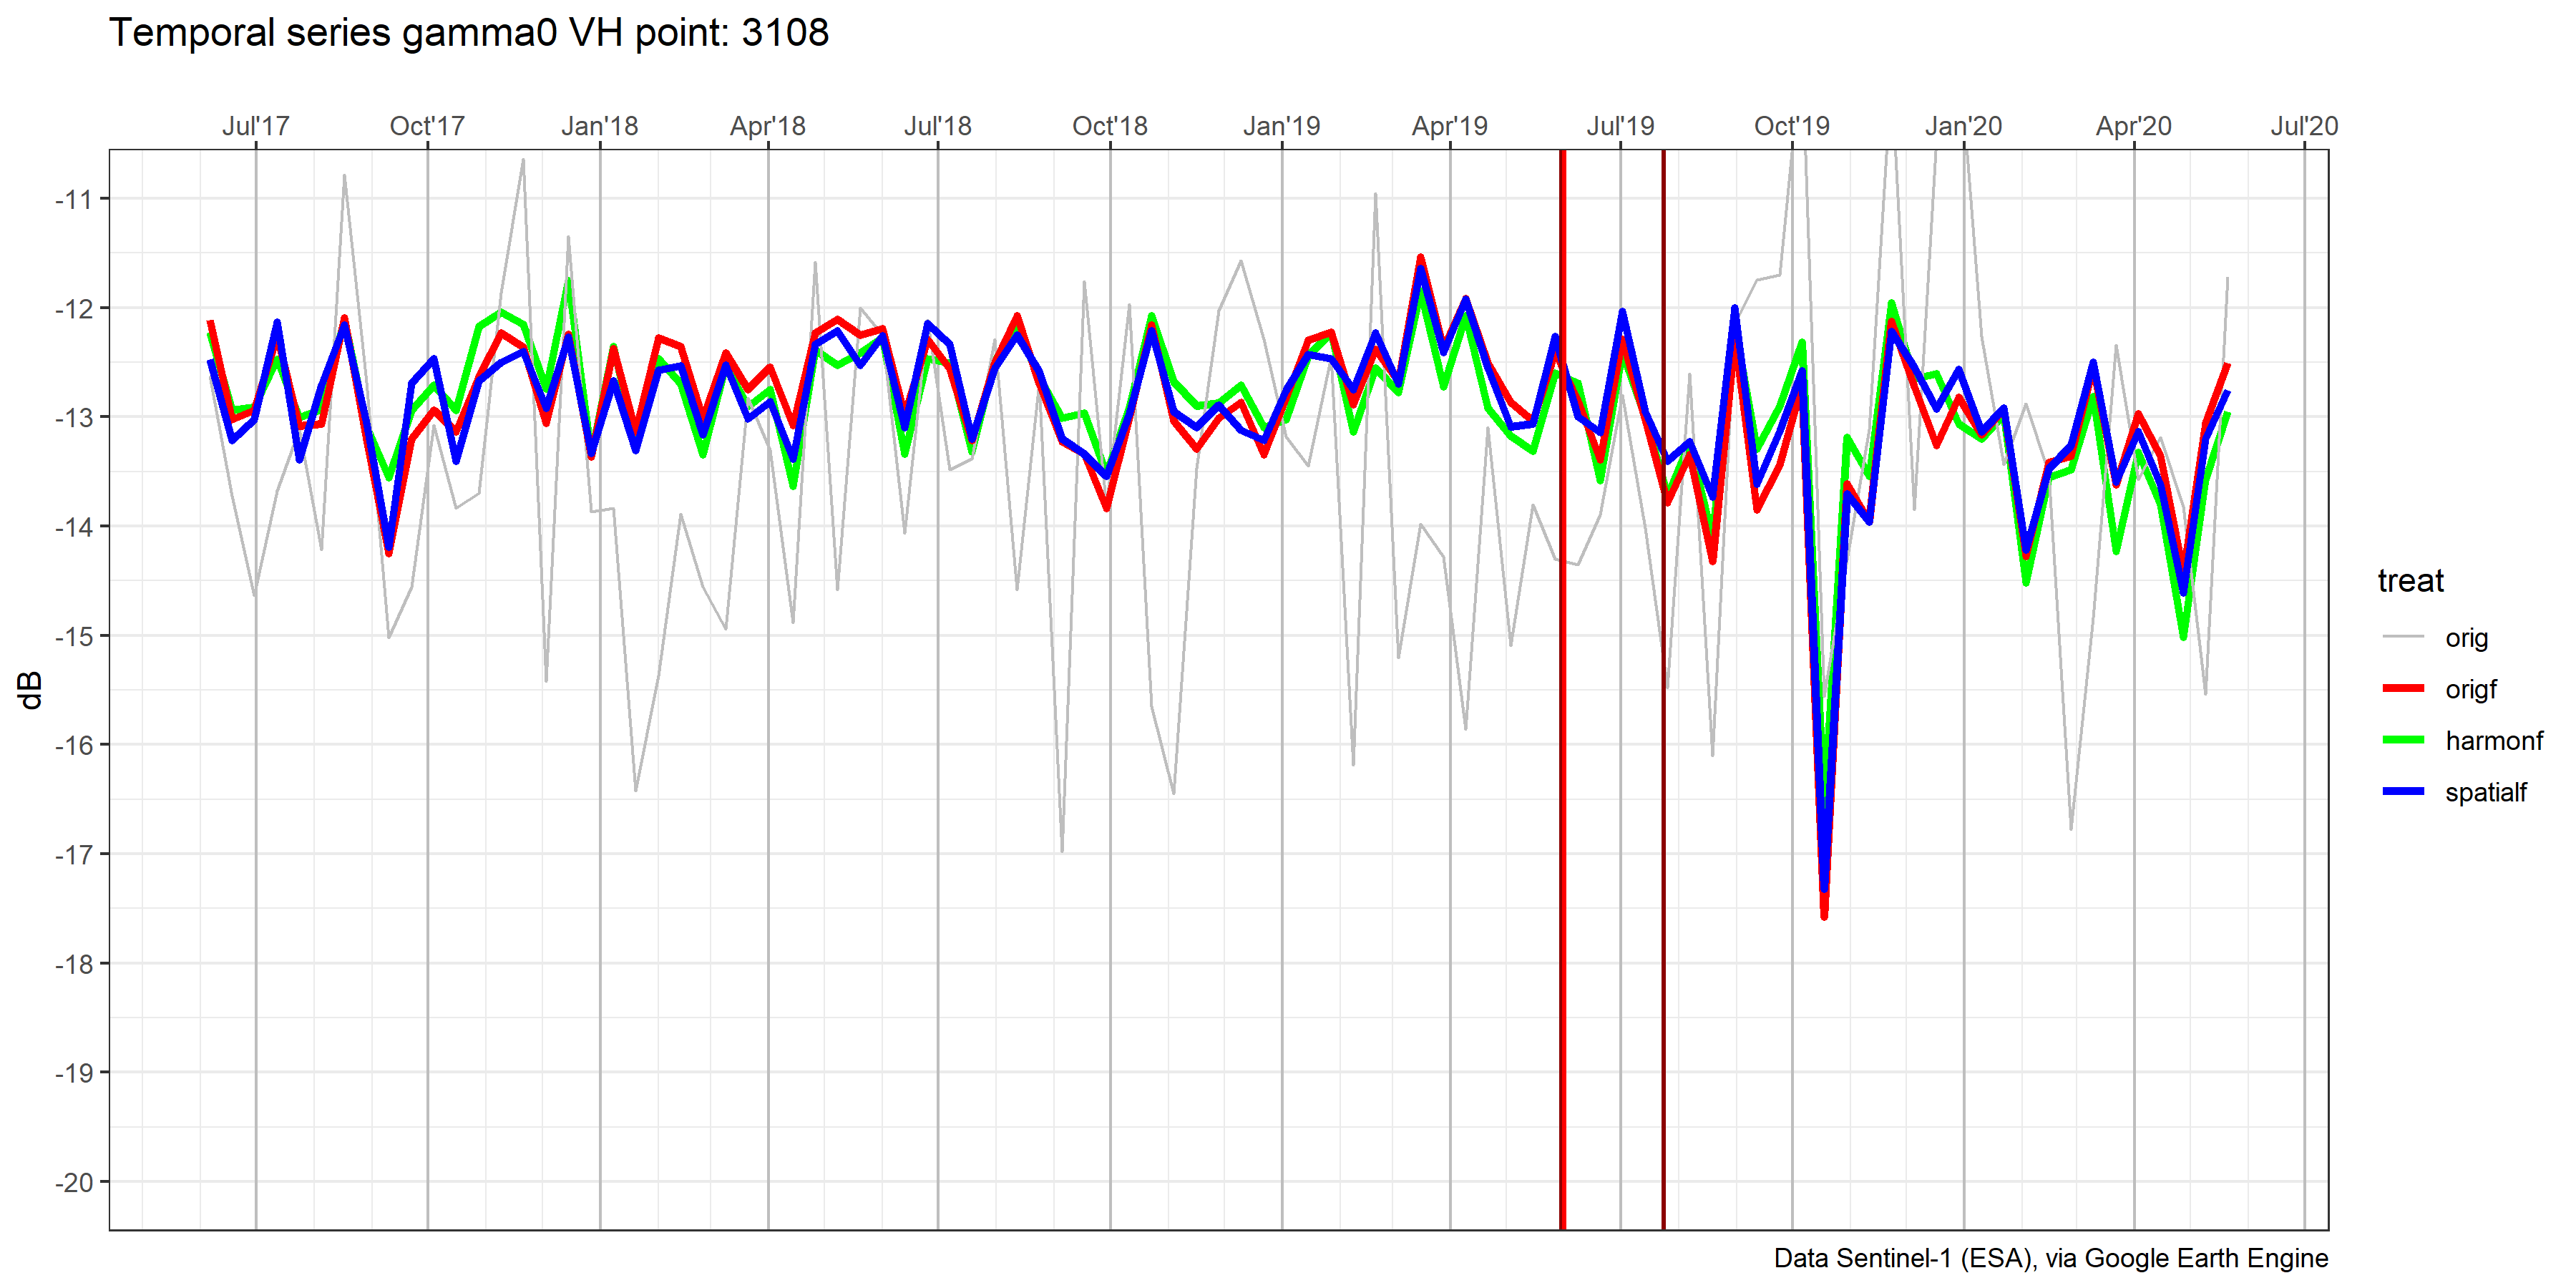 Temporal series gamma0 VH point: 3108
Jul'17 Oct'17 Jan'18 Apr'18 Jul'18 Oct'18 Jan'19 Apr'19 Jul'19 Oct'19 Jan'20 Apr'20 Jul'20
-11
-12
-13
-14
-15
-16
-17
-18
-19
-20
dB
treat
orig
origf
harmonf
spatialf
Data Sentinel-1 (ESA), via Google Earth Engine